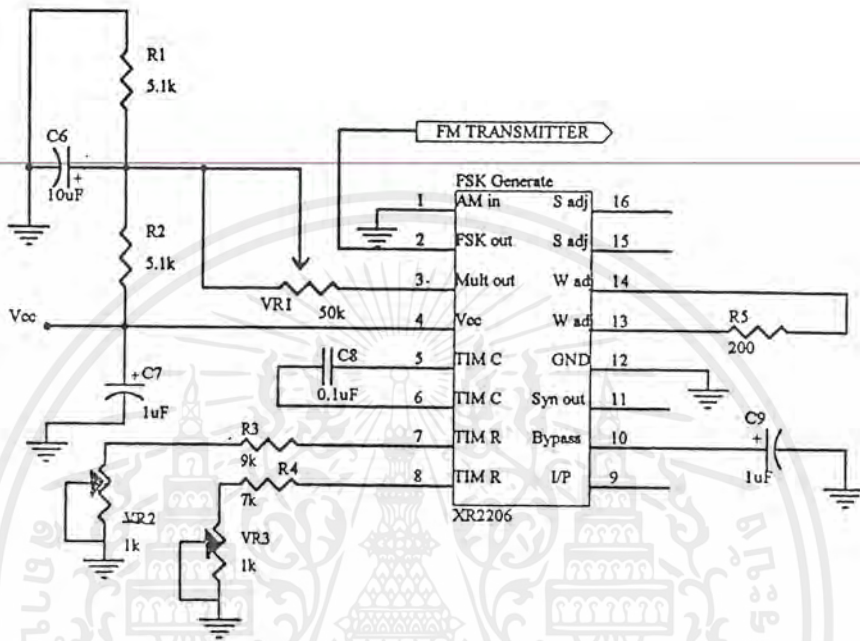 R1
5.1k
C6
+
10uF
FM TRANSMITTER
FSK Generate
1 AM in S adj 16
2 FSK out S adj 15
R2
5.1k
3- Mult out W ad 14
VR1 50k
Vcc
4 Vcc W ad 13
R5
200
C8
0.1uF
5 TIM C GND 12
+C7
1uF
6 TIM C Syn out 11
C9
+
1uF
R3
9k
7 TIM R Bypass 10
R4
7k
8 TIM R I/P 9
XR2206
VR2
1k
VR3
1k